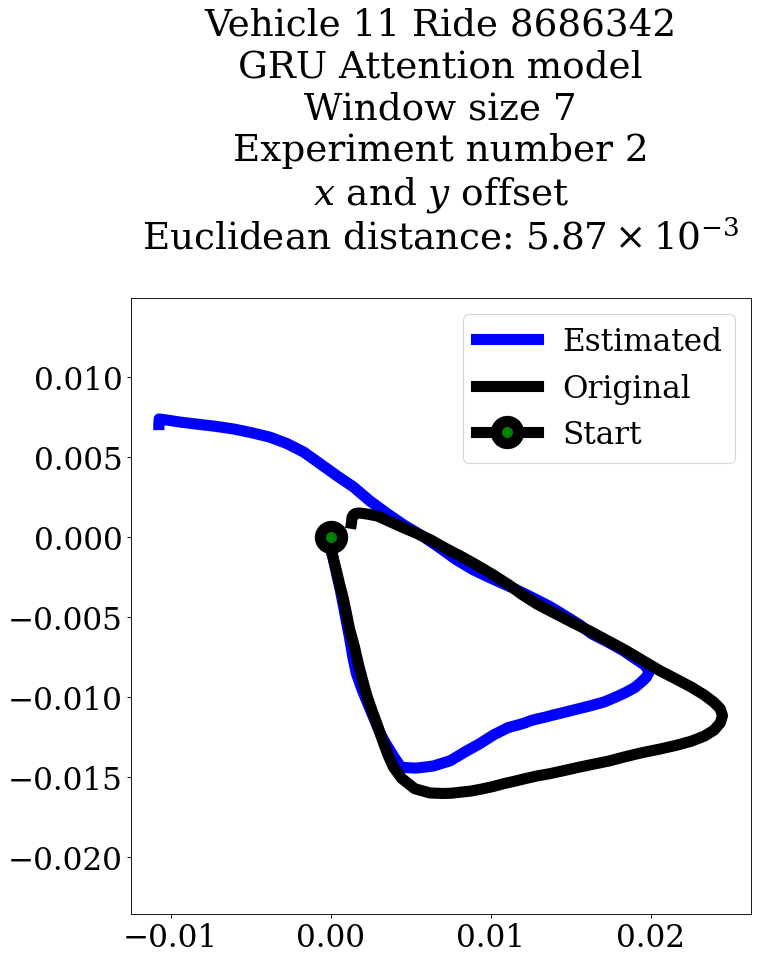 Vehicle 11 Ride 8686342
GRU Attention model
Window size 7
Experiment number 2
x and y offset
Euclidean distance: 5.87 × 10⁻³
Estimated
Original
Start
0.010
0.005
0.000
−0.005
−0.010
−0.015
−0.020
−0.01 0.00 0.01 0.02